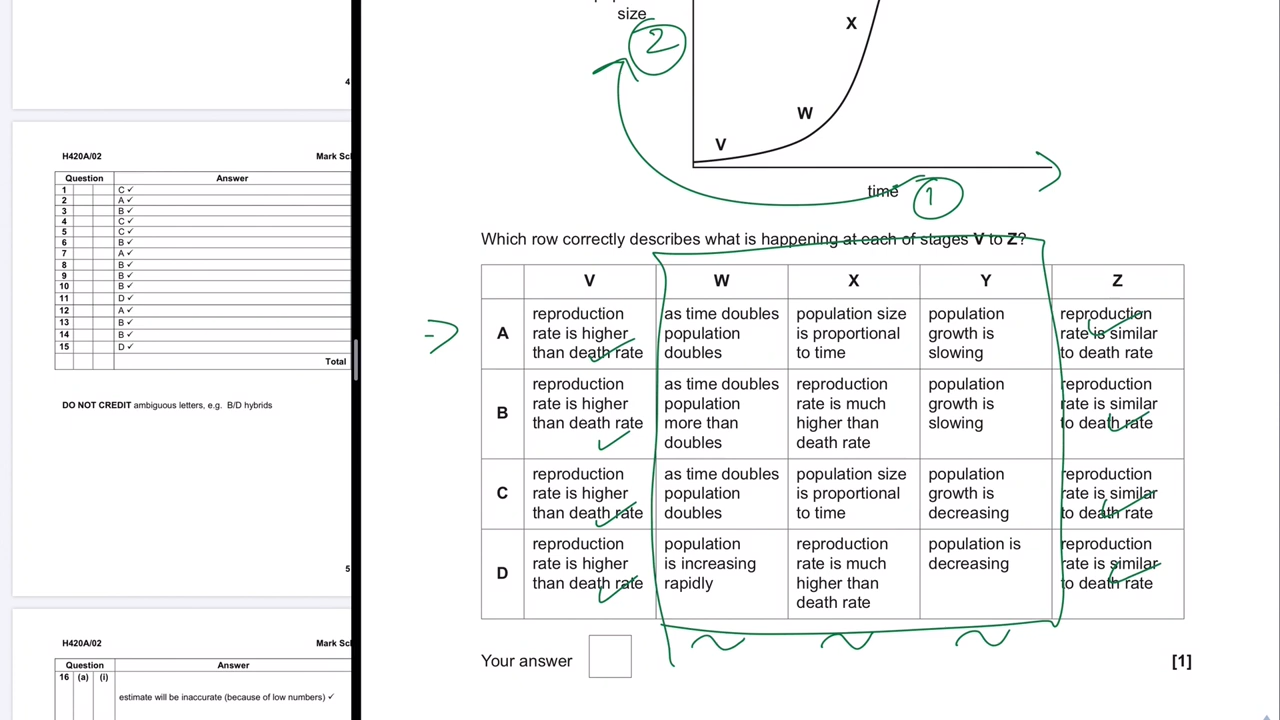 4
H420A/02
Mark Sc
Question Answer
1 C ✓
2 A ✓
3 B ✓
4 C ✓
5 C ✓
6 B ✓
7 A ✓
8 B ✓
9 B ✓
10 B ✓
11 D ✓
12 A ✓
13 B ✓
14 B ✓
15 D ✓
Total
DO NOT CREDIT ambiguous letters, e.g. B/D hybrids
5
H420A/02
Mark Sc
Question Answer
16 (a) (i)
estimate will be inaccurate (because of low numbers) ✓
size
2
X
W
V
time 1
Which row correctly describes what is happening at each of stages V to Z?
V W X Y Z
A
reproduction rate is higher than death rate
as time doubles population doubles
population size is proportional to time
population growth is slowing
reproduction rate is similar to death rate
B
reproduction rate is higher than death rate
as time doubles population more than doubles
reproduction rate is much higher than death rate
population growth is slowing
reproduction rate is similar to death rate
C
reproduction rate is higher than death rate
as time doubles population doubles
population size is proportional to time
population growth is decreasing
reproduction rate is similar to death rate
D
reproduction rate is higher than death rate
population is increasing rapidly
reproduction rate is much higher than death rate
population is decreasing
reproduction rate is similar to death rate
Your answer
[1]